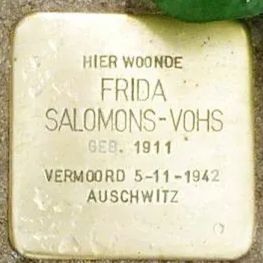 HIER WOONDE
FRIDA
SALOMONS-VOHS
GEB. 1911
VERMOORD 5-11-1942
AUSCHWITZ